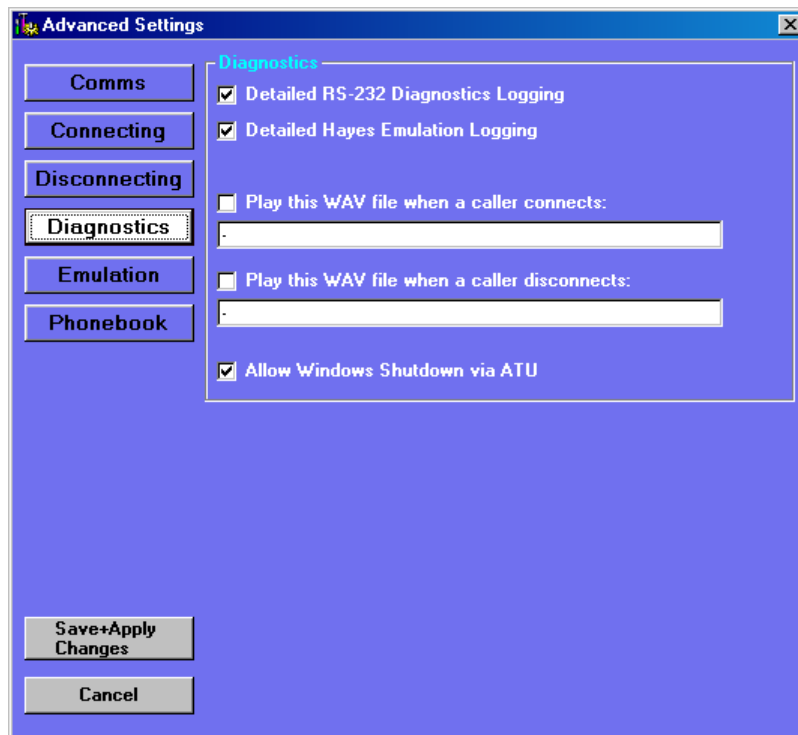 Advanced Settings
Comms
Connecting
Disconnecting
Diagnostics
Emulation
Phonebook
Save+Apply
Changes
Cancel
Diagnostics
Detailed RS-232 Diagnostics Logging
Detailed Hayes Emulation Logging
Play this WAV file when a caller connects:
.
Play this WAV file when a caller disconnects:
.
Allow Windows Shutdown via ATU